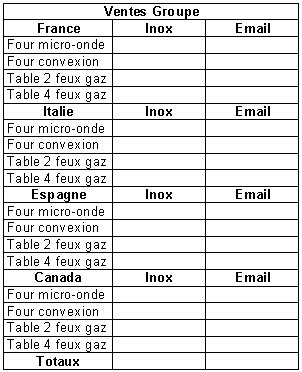 Ventes Groupe
France Inox Email
Four micro-onde
Four convexion
Table 2 feux gaz
Table 4 feux gaz
Italie Inox Email
Four micro-onde
Four convexion
Table 2 feux gaz
Table 4 feux gaz
Espagne Inox Email
Four micro-onde
Four convexion
Table 2 feux gaz
Table 4 feux gaz
Canada Inox Email
Four micro-onde
Four convexion
Table 2 feux gaz
Table 4 feux gaz
Totaux